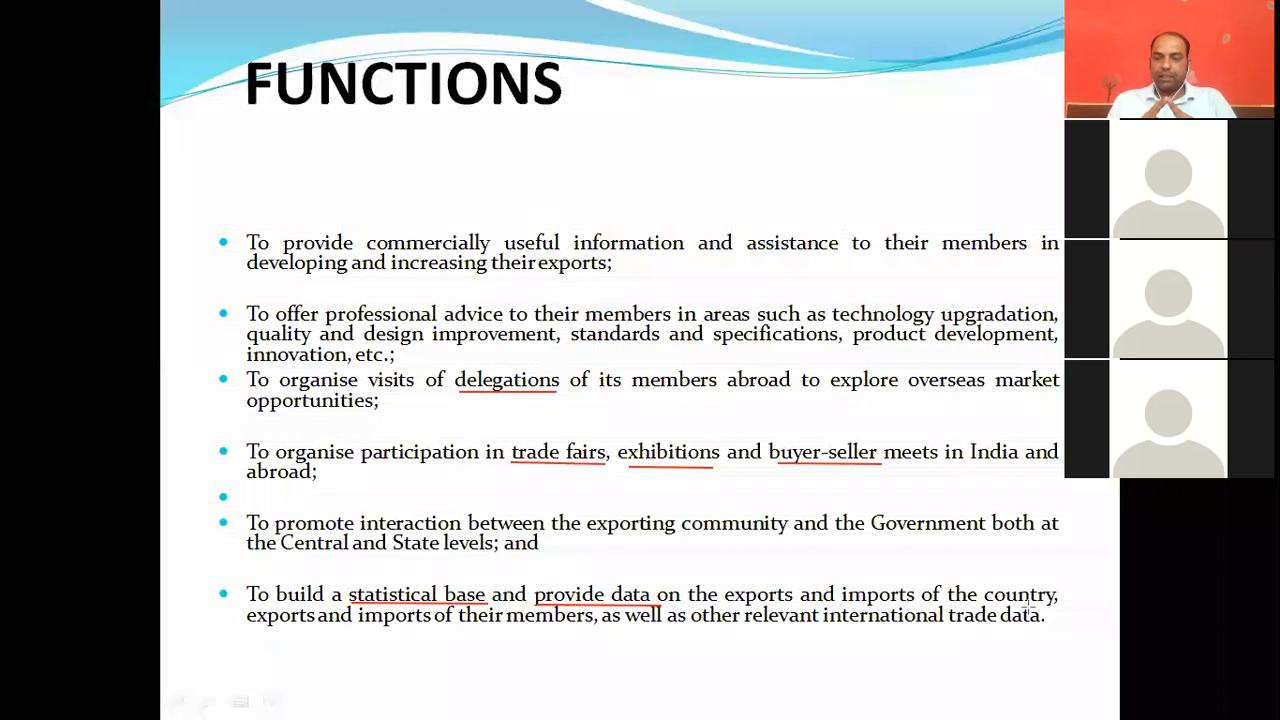 FUNCTIONS
To provide commercially useful information and assistance to their members in
developing and increasing their exports;
To offer professional advice to their members in areas such as technology upgradation,
quality and design improvement, standards and specifications, product development,
innovation, etc.;
To organise visits of delegations of its members abroad to explore overseas market
opportunities;
To organise participation in trade fairs, exhibitions and buyer-seller meets in India and
abroad;
To promote interaction between the exporting community and the Government both at
the Central and State levels; and
To build a statistical base and provide data on the exports and imports of the country,
exports and imports of their members, as well as other relevant international trade data.